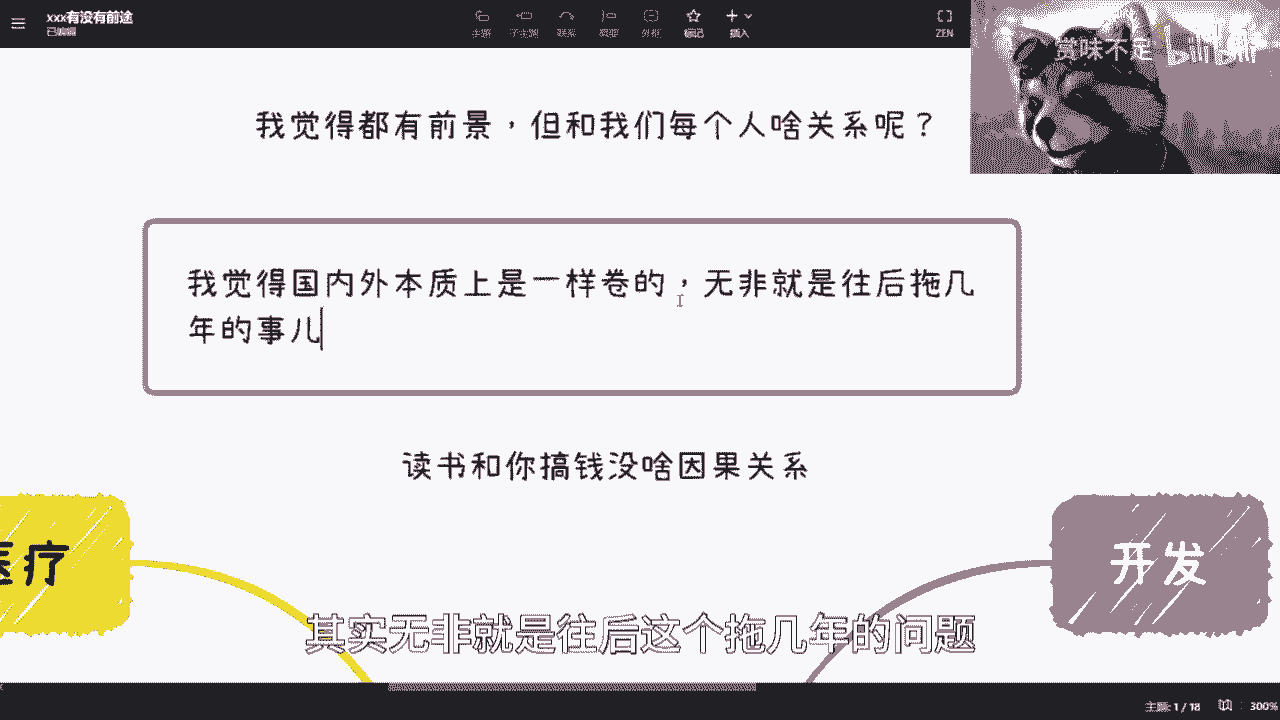 xxx有没有前途
已编辑
主题
子主题
联系
概要
外框
标记
插入
ZEN
赏味不足
bilibili
我觉得都有前景，但和我们每个人啥关系呢？
我觉得国内外本质上是一样卷的，无非就是往后拖几
年的事儿
读书和你搞钱没啥因果关系
医疗
开发
其实无非就是往后这个拖几年的问题
主题: 1 / 18
300%